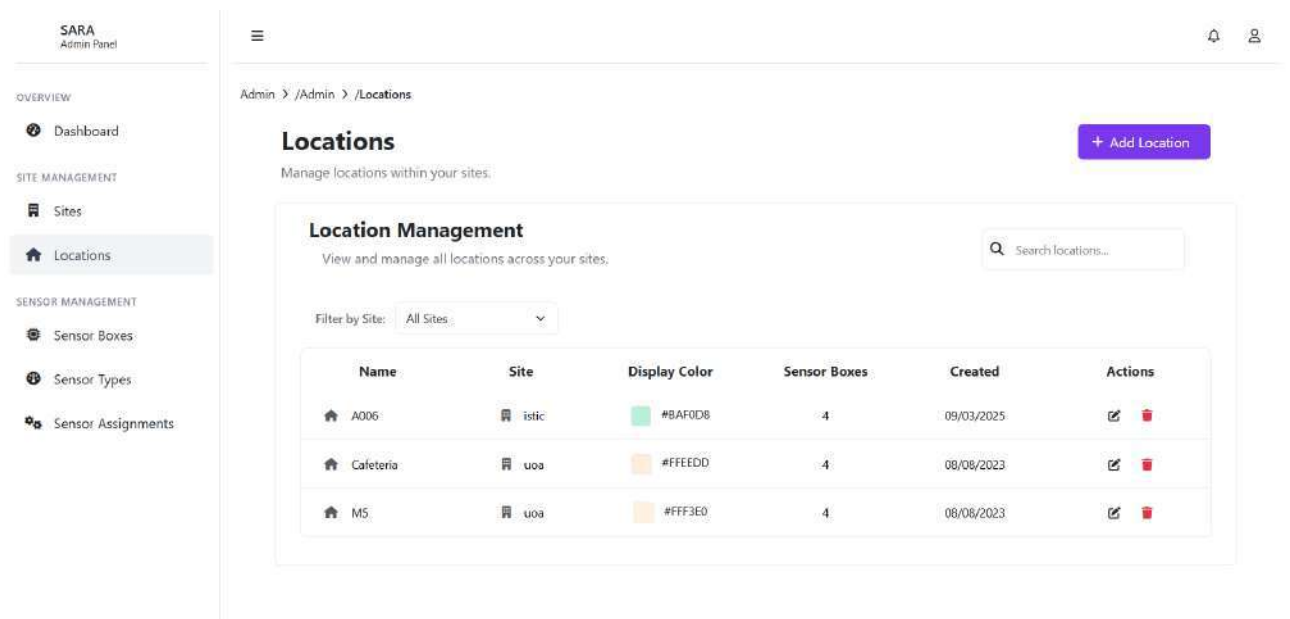 SARA
Admin Panel
OVERVIEW
Dashboard
SITE MANAGEMENT
Sites
Locations
SENSOR MANAGEMENT
Sensor Boxes
Sensor Types
Sensor Assignments
Admin > /Admin > /Locations
Locations
+ Add Location
Manage locations within your sites.
Location Management
View and manage all locations across your sites.
Search locations...
Filter by Site: All Sites
Name Site Display Color Sensor Boxes Created Actions
A006 istic #BAF0D8 4 09/03/2025
Cafeteria uoa #FFEEDD 4 08/08/2023
M5 uoa #FFF3E0 4 08/08/2023